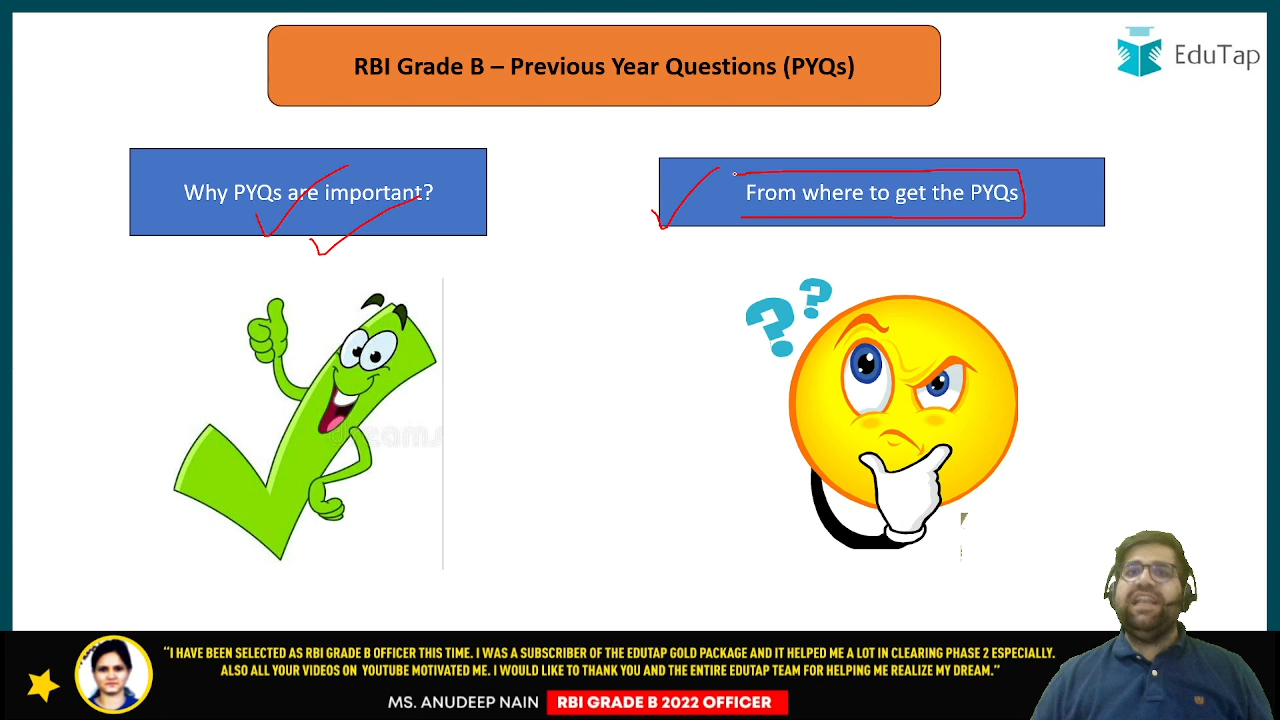 RBI Grade B – Previous Year Questions (PYQs)
EduTap
Why PYQs are important?
From where to get the PYQs
? ?
dreams
“I HAVE BEEN SELECTED AS RBI GRADE B OFFICER THIS TIME. I WAS A SUBSCRIBER OF THE EDUTAP GOLD PACKAGE AND IT HELPED ME A LOT IN CLEARING PHASE 2 ESPECIALLY.
ALSO ALL YOUR VIDEOS ON YOUTUBE MOTIVATED ME. I WOULD LIKE TO THANK YOU AND THE ENTIRE EDUTAP TEAM FOR HELPING ME REALIZE MY DREAM.”
MS. ANUDEEP NAIN RBI GRADE B 2022 OFFICER